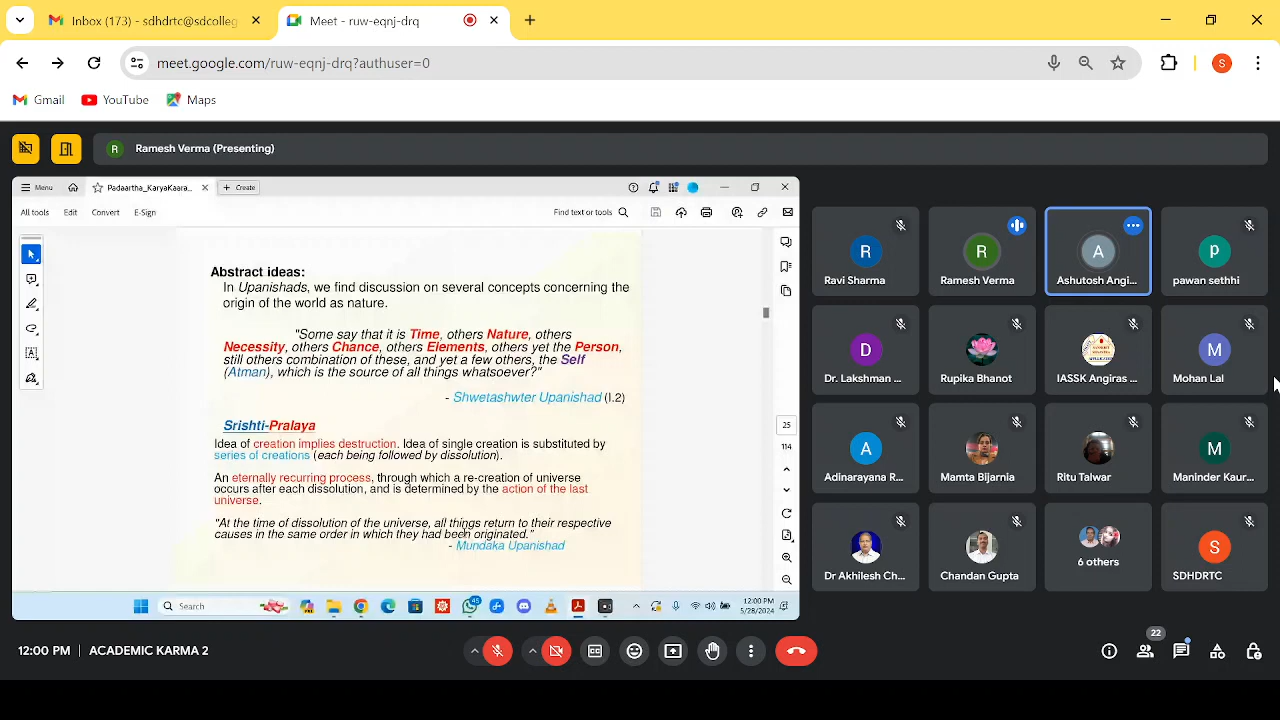 Inbox (173) - sdhdrtc@sdcolleg
Meet - ruw-eqnj-drq
meet.google.com/ruw-eqnj-drq?authuser=0
S
Gmail
YouTube
Maps
R
Ramesh Verma (Presenting)
Menu
Padaartha_KaryaKaara...
+ Create
All tools
Edit
Convert
E-Sign
Find text or tools
Abstract ideas:
In Upanishads, we find discussion on several concepts concerning the
origin of the world as nature.
"Some say that it is Time, others Nature, others
Necessity, others Chance, others Elements, others yet the Person,
still others combination of these, and yet a few others, the Self
(Atman), which is the source of all things whatsoever?"
- Shwetashwter Upanishad (I.2)
Srishti-Pralaya
Idea of creation implies destruction. Idea of single creation is substituted by
series of creations (each being followed by dissolution).
An eternally recurring process, through which a re-creation of universe
occurs after each dissolution, and is determined by the action of the last
universe.
"At the time of dissolution of the universe, all things return to their respective
causes in the same order in which they had been originated."
- Mundaka Upanishad
25
114
Search
45
12:00 PM
5/28/2024
R
Ravi Sharma
R
Ramesh Verma
A
Ashutosh Angi...
p
pawan sethhi
D
Dr. Lakshman ...
Rupika Bhanot
IASSK Angiras ...
M
Mohan Lal
A
Adinarayana R...
Mamta Bijarnia
Ritu Talwar
M
Maninder Kaur...
Dr Akhilesh Ch...
Chandan Gupta
6 others
S
SDHDRTC
12:00 PM
ACADEMIC KARMA 2
22